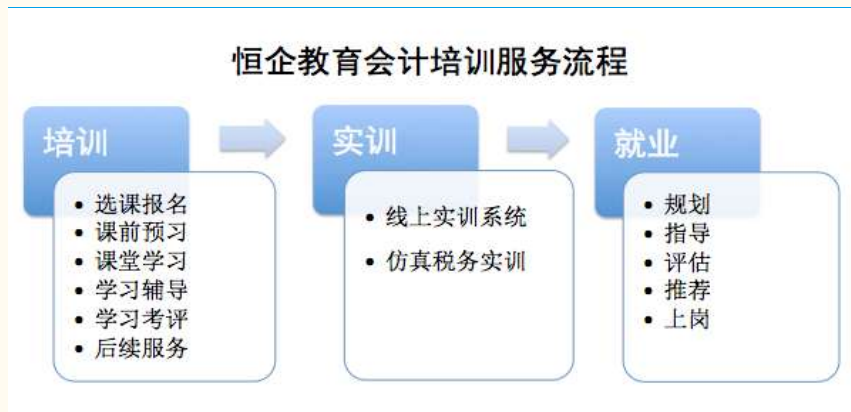 恒企教育会计培训服务流程
培训
• 选课报名
• 课前预习
• 课堂学习
• 学习辅导
• 学习考评
• 后续服务
实训
• 线上实训系统
• 仿真税务实训
就业
• 规划
• 指导
• 评估
• 推荐
• 上岗